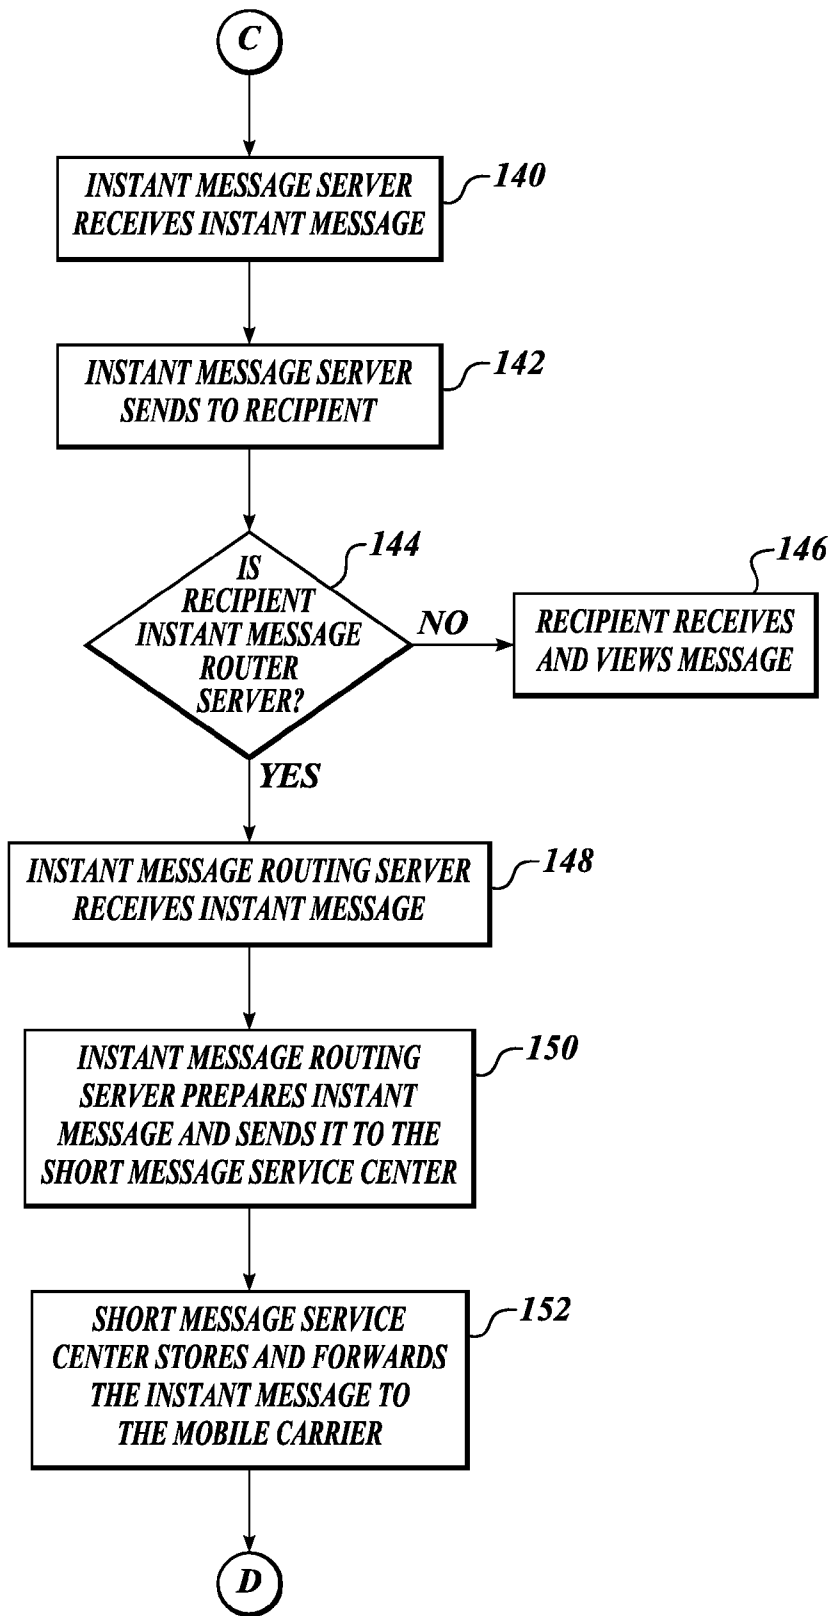 C
INSTANT MESSAGE SERVER
RECEIVES INSTANT MESSAGE
140
INSTANT MESSAGE SERVER
SENDS TO RECIPIENT
142
IS
RECIPIENT
INSTANT MESSAGE
ROUTER
SERVER?
144
NO
RECIPIENT RECEIVES
AND VIEWS MESSAGE
146
YES
INSTANT MESSAGE ROUTING SERVER
RECEIVES INSTANT MESSAGE
148
INSTANT MESSAGE ROUTING
SERVER PREPARES INSTANT
MESSAGE AND SENDS IT TO THE
SHORT MESSAGE SERVICE CENTER
150
SHORT MESSAGE SERVICE
CENTER STORES AND FORWARDS
THE INSTANT MESSAGE TO
THE MOBILE CARRIER
152
D